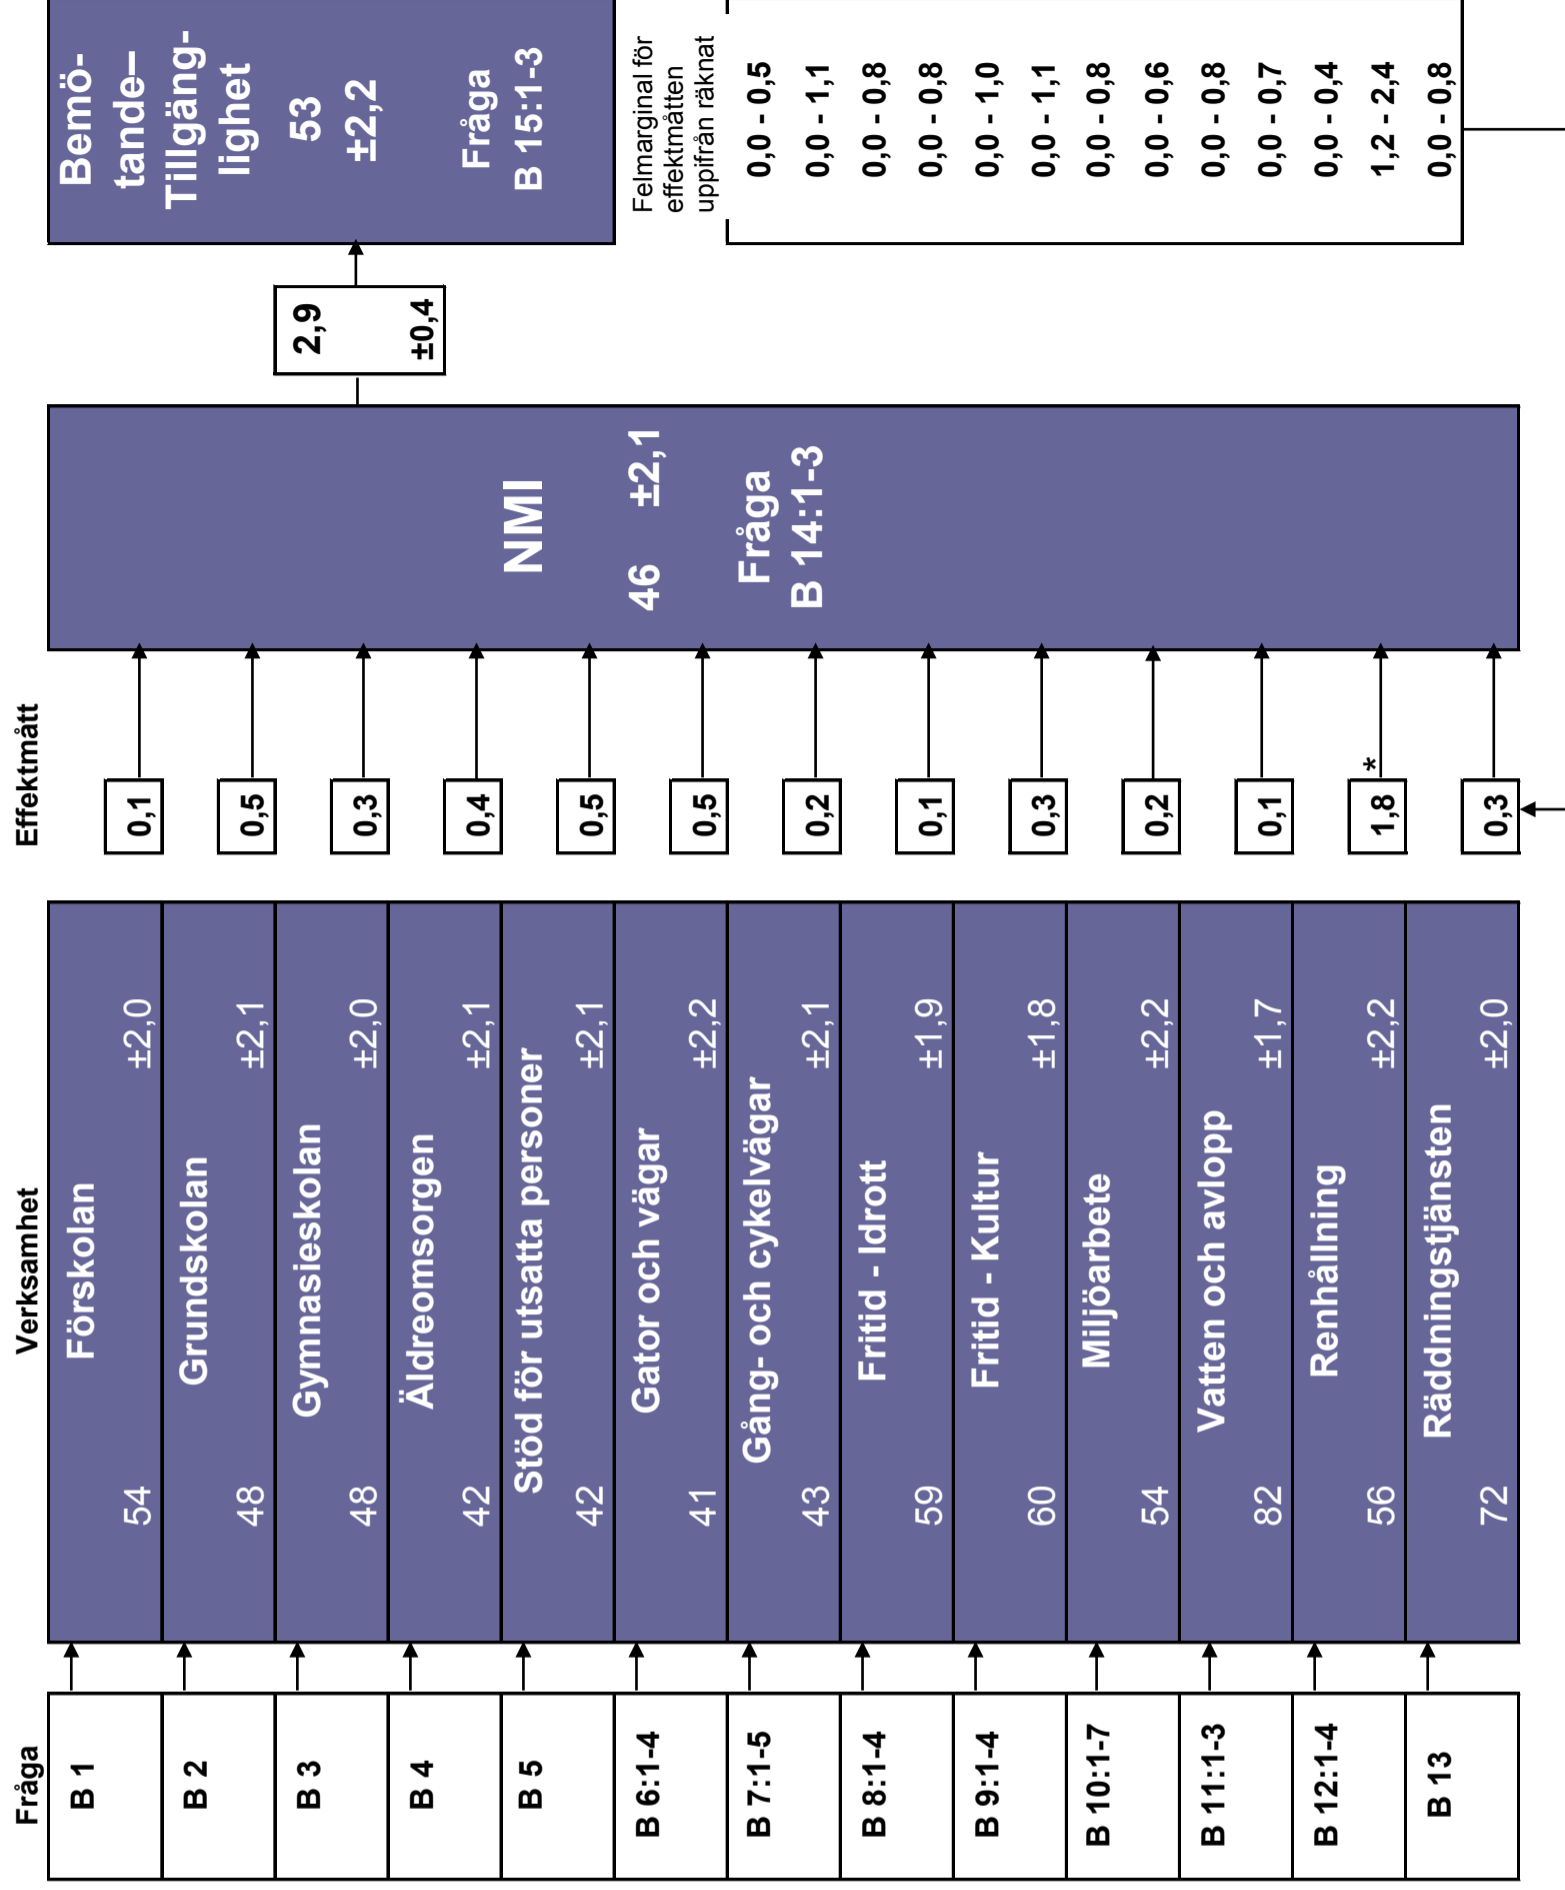 Fråga
Verksamhet
Effektmått
B 1
Förskolan
54
±2,0
0,1
B 2
Grundskolan
48
±2,1
0,5
B 3
Gymnasieskolan
48
±2,0
0,3
B 4
Äldreomsorgen
42
±2,1
0,4
B 5
Stöd för utsatta personer
42
±2,1
0,5
B 6:1-4
Gator och vägar
41
±2,2
0,5
B 7:1-5
Gång- och cykelvägar
43
±2,1
0,2
B 8:1-4
Fritid - Idrott
59
±1,9
0,1
B 9:1-4
Fritid - Kultur
60
±1,8
0,3
B 10:1-7
Miljöarbete
54
±2,2
0,2
B 11:1-3
Vatten och avlopp
82
±1,7
0,1
B 12:1-4
Renhållning
56
±2,2
1,8
*
B 13
Räddningstjänsten
72
±2,0
0,3
NMI
46 ±2,1
Fråga
B 14:1-3
2,9
±0,4
Bemö-
tande–
Tillgäng-
lighet
53
±2,2
Fråga
B 15:1-3
Felmarginal för
effektmåtten
uppifrån räknat
0,0 - 0,5
0,0 - 1,1
0,0 - 0,8
0,0 - 0,8
0,0 - 1,0
0,0 - 1,1
0,0 - 0,8
0,0 - 0,6
0,0 - 0,8
0,0 - 0,7
0,0 - 0,4
1,2 - 2,4
0,0 - 0,8